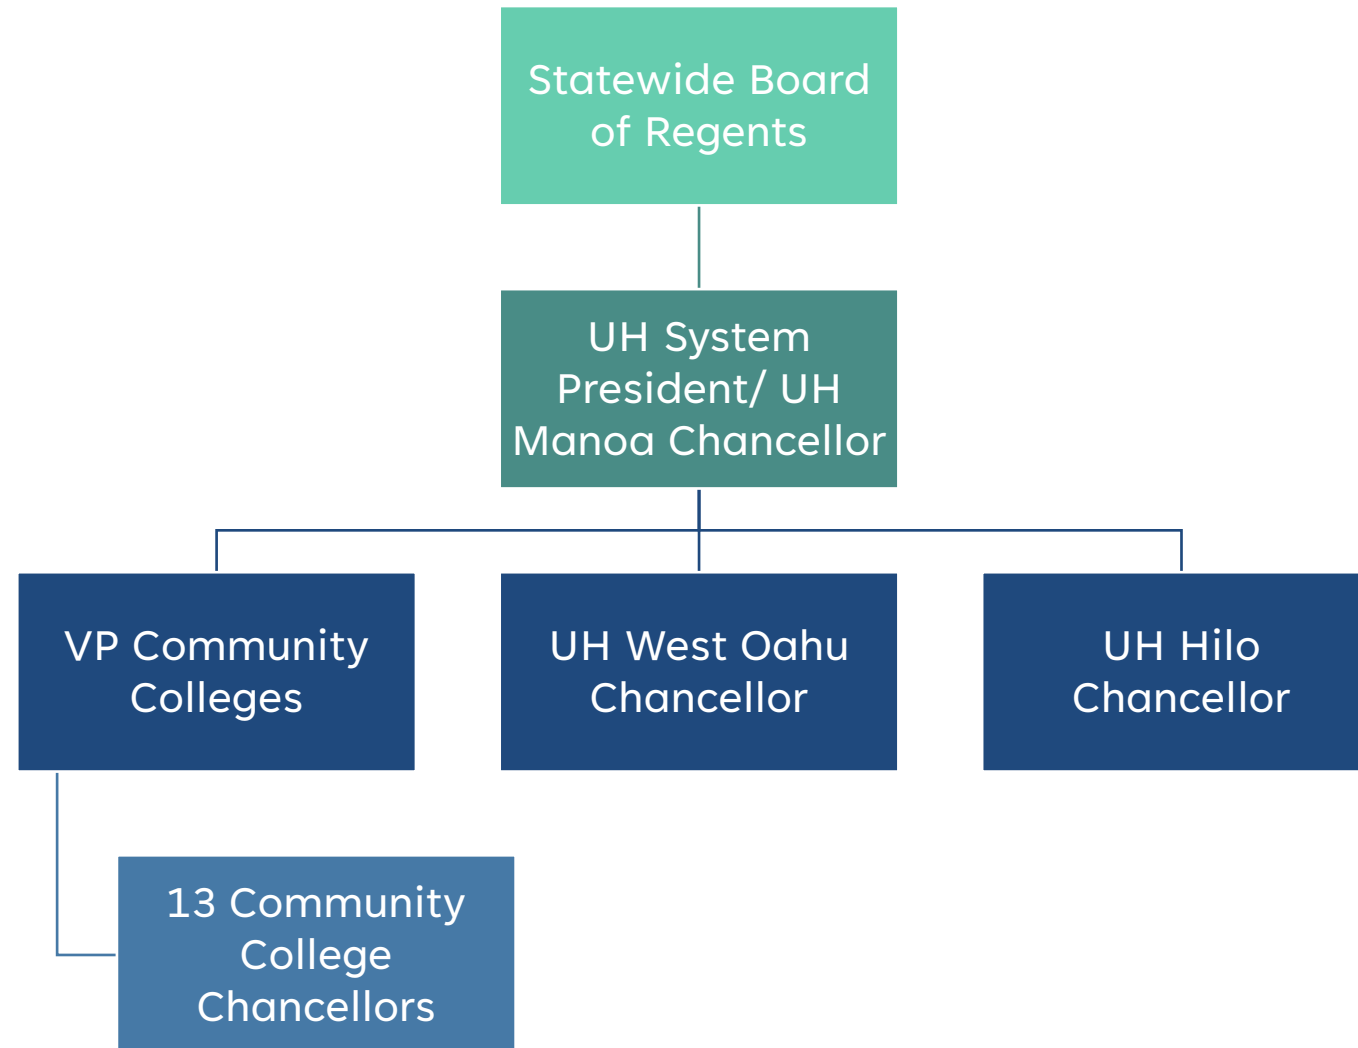 Statewide Board
of Regents
UH System
President/ UH
Manoa Chancellor
VP Community
Colleges
UH West Oahu
Chancellor
UH Hilo
Chancellor
13 Community
College
Chancellors